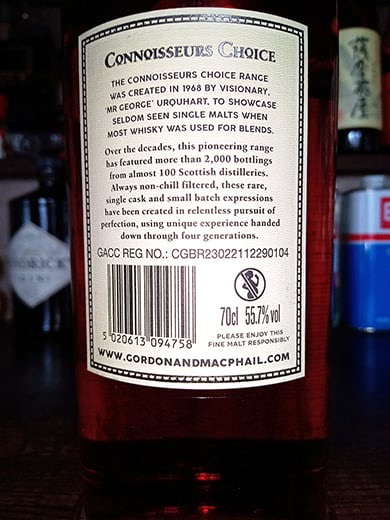 CONNOISSEURS CHOICE
THE CONNOISSEURS CHOICE RANGE
WAS CREATED IN 1968 BY VISIONARY,
'MR GEORGE' URQUHART, TO SHOWCASE
SELDOM SEEN SINGLE MALTS WHEN
MOST WHISKY WAS USED FOR BLENDS.
Over the decades, this pioneering range
has featured more than 2,000 bottlings
from almost 100 Scottish distilleries.
Always non-chill filtered, these rare,
single cask and small batch expressions
have been created in relentless pursuit of
perfection, using unique experience handed
down through four generations.
GACC REG NO.: CGBR23022112290104
70cl 55.7% vol
PLEASE ENJOY THIS
FINE MALT RESPONSIBLY
5 020613 094758
WWW.GORDONANDMACPHAIL.COM